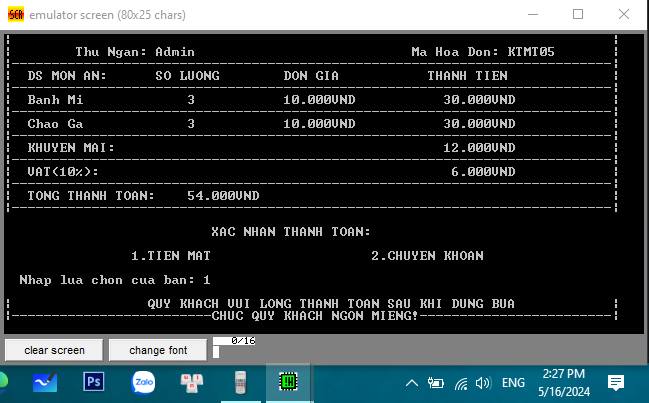 emulator screen (80x25 chars)
Thu Ngan: Admin Ma Hoa Don: KTMT05
DS MON AN: SO LUONG DON GIA THANH TIEN
Banh Mi 3 10.000VND 30.000VND
Chao Ga 3 10.000VND 30.000VND
KHUYEN MAI: 12.000VND
VAT(10%): 6.000VND
TONG THANH TOAN: 54.000VND
XAC NHAN THANH TOAN:
1.TIEN MAT 2.CHUYEN KHOAN
Nhap lua chon cua ban: 1
QUY KHACH VUI LONG THANH TOAN SAU KHI DUNG BUA
CHUC QUY KHACH NGON MIENG!
clear screen change font 0/16
Ps Zalo ENG 2:27 PM
5/16/2024